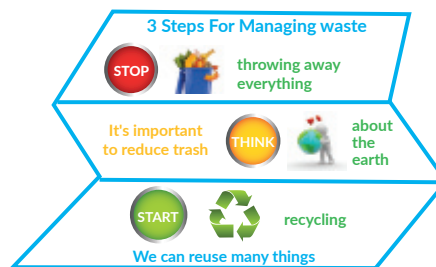 3 Steps For Managing waste
STOP
throwing away
everything
It's important
to reduce trash
THINK
about
the
earth
START
recycling
We can reuse many things